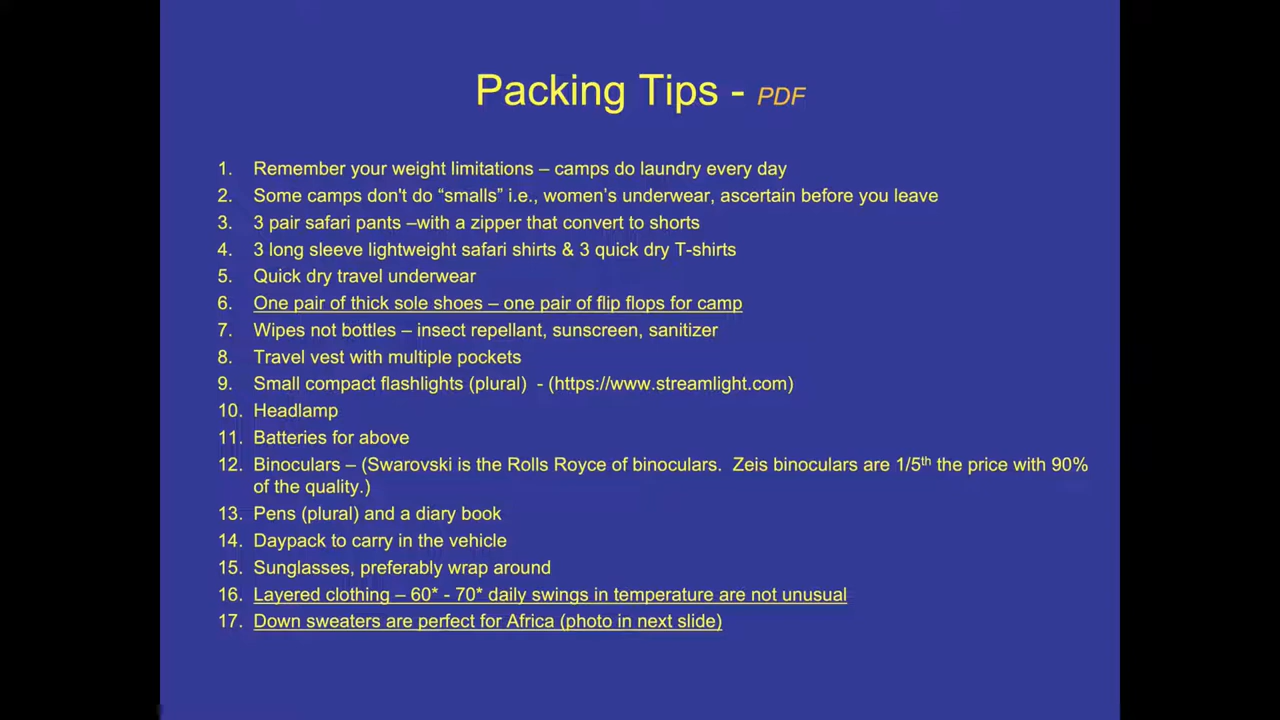 Packing Tips - PDF
1. Remember your weight limitations – camps do laundry every day
2. Some camps don't do “smalls” i.e., women’s underwear, ascertain before you leave
3. 3 pair safari pants –with a zipper that convert to shorts
4. 3 long sleeve lightweight safari shirts & 3 quick dry T-shirts
5. Quick dry travel underwear
6. One pair of thick sole shoes – one pair of flip flops for camp
7. Wipes not bottles – insect repellant, sunscreen, sanitizer
8. Travel vest with multiple pockets
9. Small compact flashlights (plural)  - (https://www.streamlight.com)
10. Headlamp
11. Batteries for above
12. Binoculars – (Swarovski is the Rolls Royce of binoculars.  Zeis binoculars are 1/5th the price with 90%
of the quality.)
13. Pens (plural) and a diary book
14. Daypack to carry in the vehicle
15. Sunglasses, preferably wrap around
16. Layered clothing – 60* - 70* daily swings in temperature are not unusual
17. Down sweaters are perfect for Africa (photo in next slide)